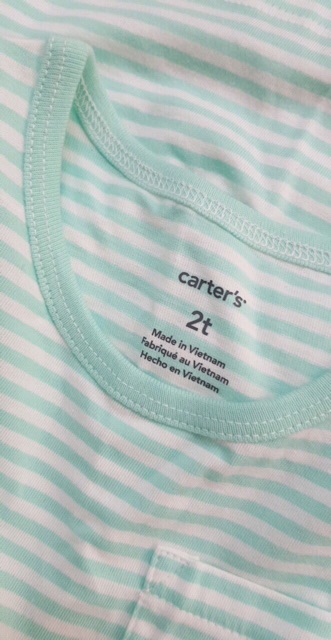 carter's
2t
Made in Vietnam
Fabriqué au Vietnam
Hecho en Vietnam